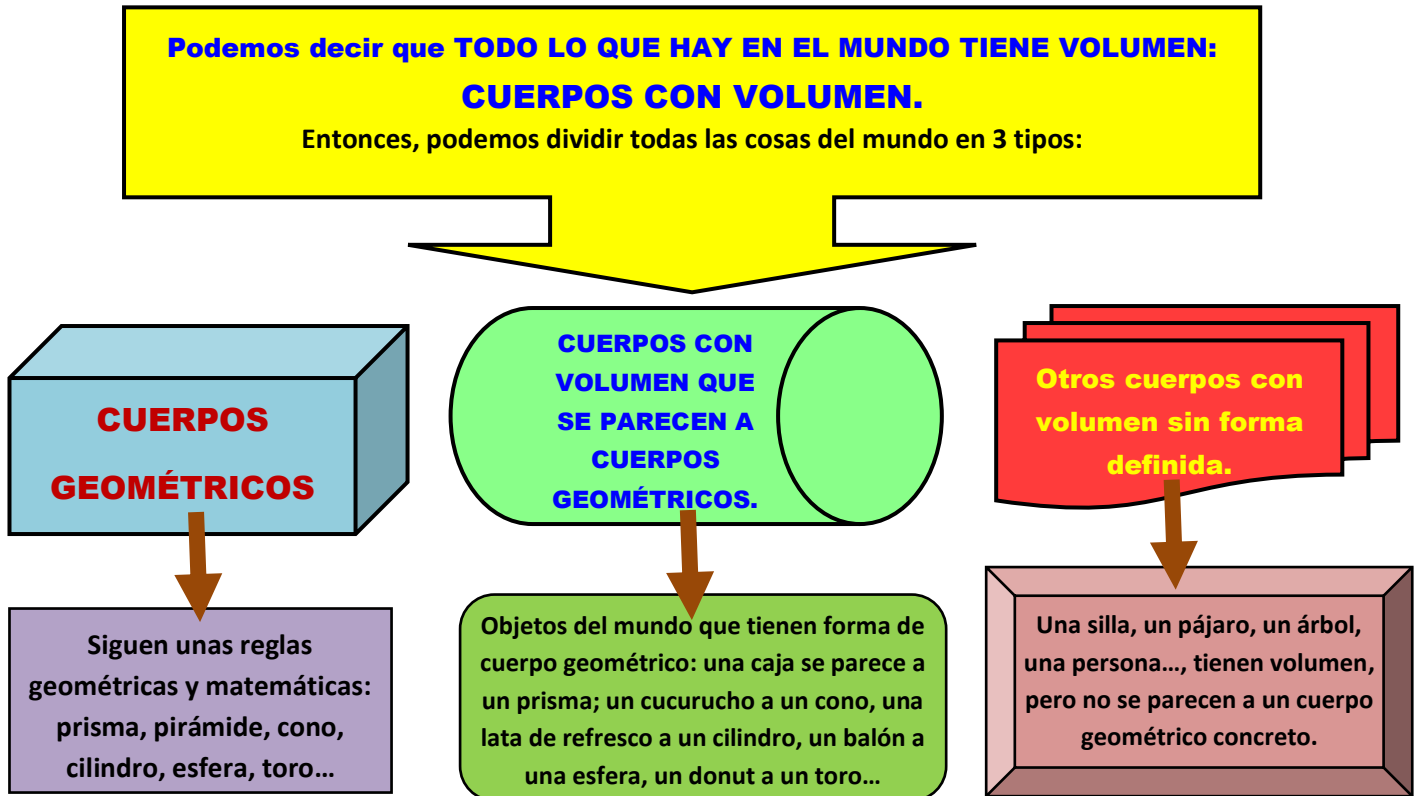 Podemos decir que TODO LO QUE HAY EN EL MUNDO TIENE VOLUMEN:
CUERPOS CON VOLUMEN.
Entonces, podemos dividir todas las cosas del mundo en 3 tipos:
CUERPOS
GEOMÉTRICOS
CUERPOS CON
VOLUMEN QUE
SE PARECEN A
CUERPOS
GEOMÉTRICOS.
Otros cuerpos con
volumen sin forma
definida.
Siguen unas reglas
geométricas y matemáticas:
prisma, pirámide, cono,
cilindro, esfera, toro…
Objetos del mundo que tienen forma de
cuerpo geométrico: una caja se parece a
un prisma; un cucurucho a un cono, una
lata de refresco a un cilindro, un balón a
una esfera, un donut a un toro…
Una silla, un pájaro, un árbol,
una persona…, tienen volumen,
pero no se parecen a un cuerpo
geométrico concreto.